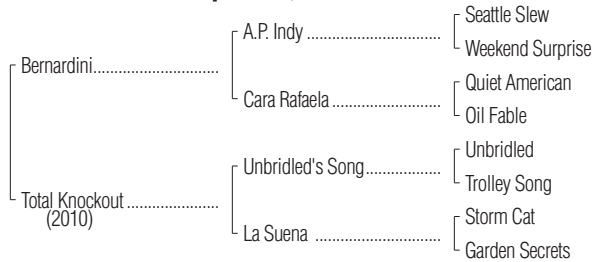 Seattle Slew
A.P. Indy ..............................
Weekend Surprise
Bernardini............................
Quiet American
Cara Rafaela ........................
Oil Fable
Unbridled
Unbridled's Song.................
Trolley Song
Total Knockout ....................
(2010)
Storm Cat
La Suena ............................
Garden Secrets